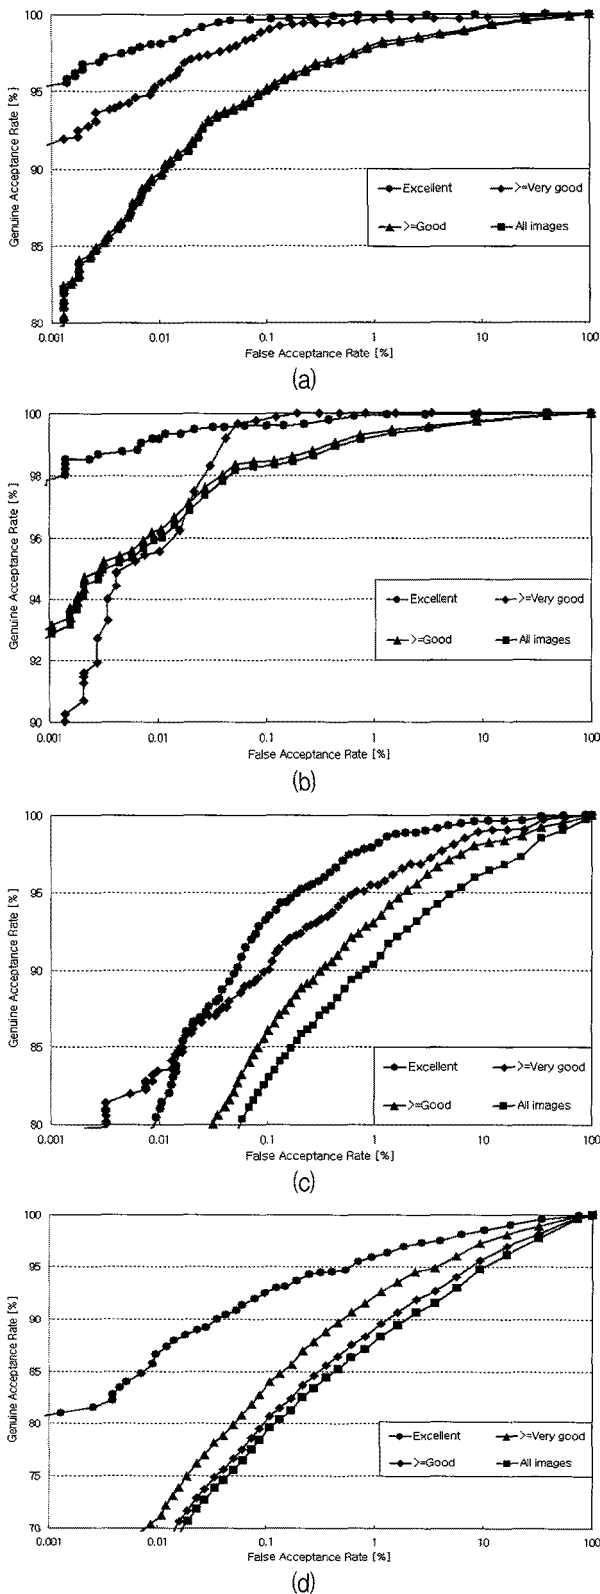 100
95
90
85
80
Genuine Acceptance Rate [%]
Excellent
>=Very good
>=Good
All images
0.001
0.01
0.1
1
10
100
False Acceptance Rate [%]
(a)
100
98
96
94
92
90
Genuine Acceptance Rate [%]
Excellent
>=Very good
>=Good
All images
0.001
0.01
0.1
1
10
100
False Acceptance Rate [%]
(b)
100
95
90
85
80
Genuine Acceptance Rate [%]
Excellent
>=Very good
>=Good
All images
0.001
0.01
0.1
1
10
100
False Acceptance Rate [%]
(c)
100
95
90
85
80
75
70
Genuine Acceptance Rate [%]
Excellent
>=Very good
>=Good
All images
0.001
0.01
0.1
1
10
100
False Acceptance Rate [%]
(d)